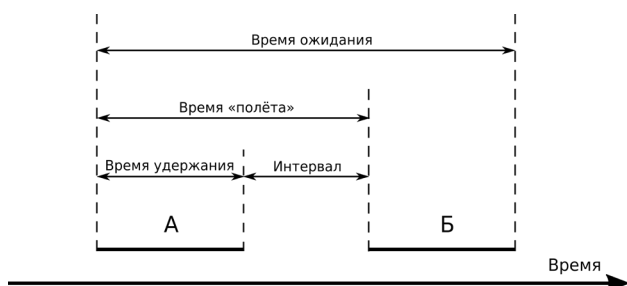 Время ожидания
Время «полёта»
Время удержания
Интервал
А
Б
Время